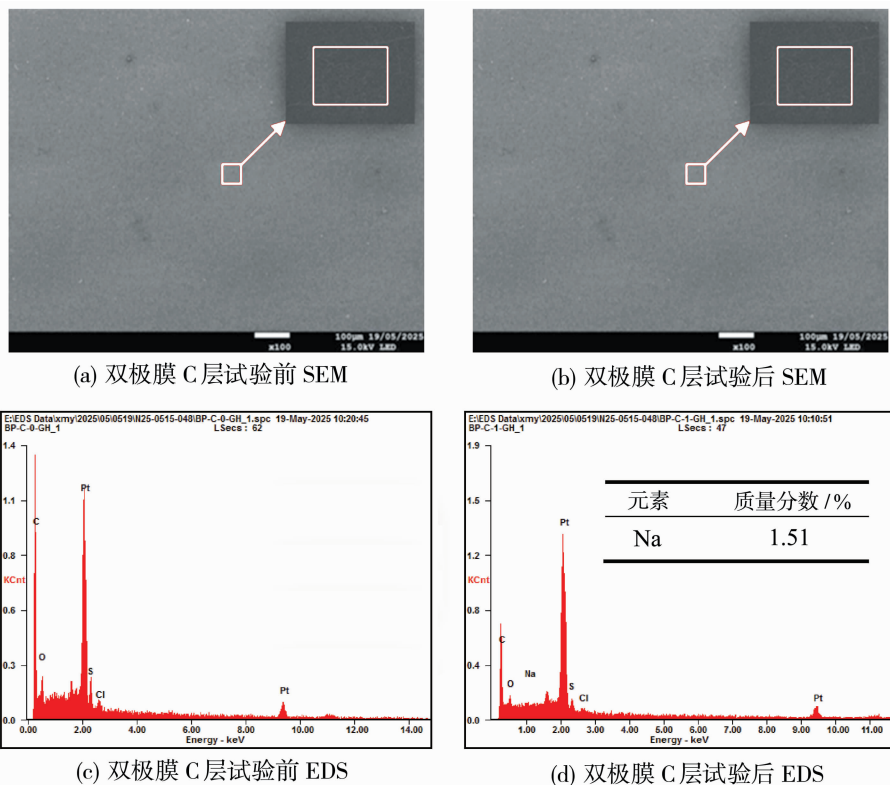 100μm 19/05/2025
x100 15.0kV LED
100μm 19/05/2025
x100 15.0kV LED
(a) 双极膜 C 层试验前 SEM
(b) 双极膜 C 层试验后 SEM
E:\EDS Data\xmy\2025\05\0519\N25-0515-048\BP-C-0-GH_1.spc 19-May-2025 10:20:45
BP-C-0-GH_1 LSecs : 62
1.4
1.1
0.8
KCnt
0.6
0.3
0.0
C
O
Pt
S
Cl
Pt
0.00 2.00 4.00 6.00 8.00 10.00 12.00 14.00
Energy - keV
E:\EDS Data\xmy\2025\05\0519\N25-0515-048\BP-C-1-GH_1.spc 19-May-2025 10:10:51
BP-C-1-GH_1 LSecs : 47
1.9
1.5
1.2
KCnt
0.8
0.4
0.0
元素 质量分数/%
Na 1.51
C
O
Na
Pt
S
Cl
Pt
1.00 2.00 3.00 4.00 5.00 6.00 7.00 8.00 9.00 10.00 11.00
Energy - keV
(c) 双极膜 C 层试验前 EDS
(d) 双极膜 C 层试验后 EDS